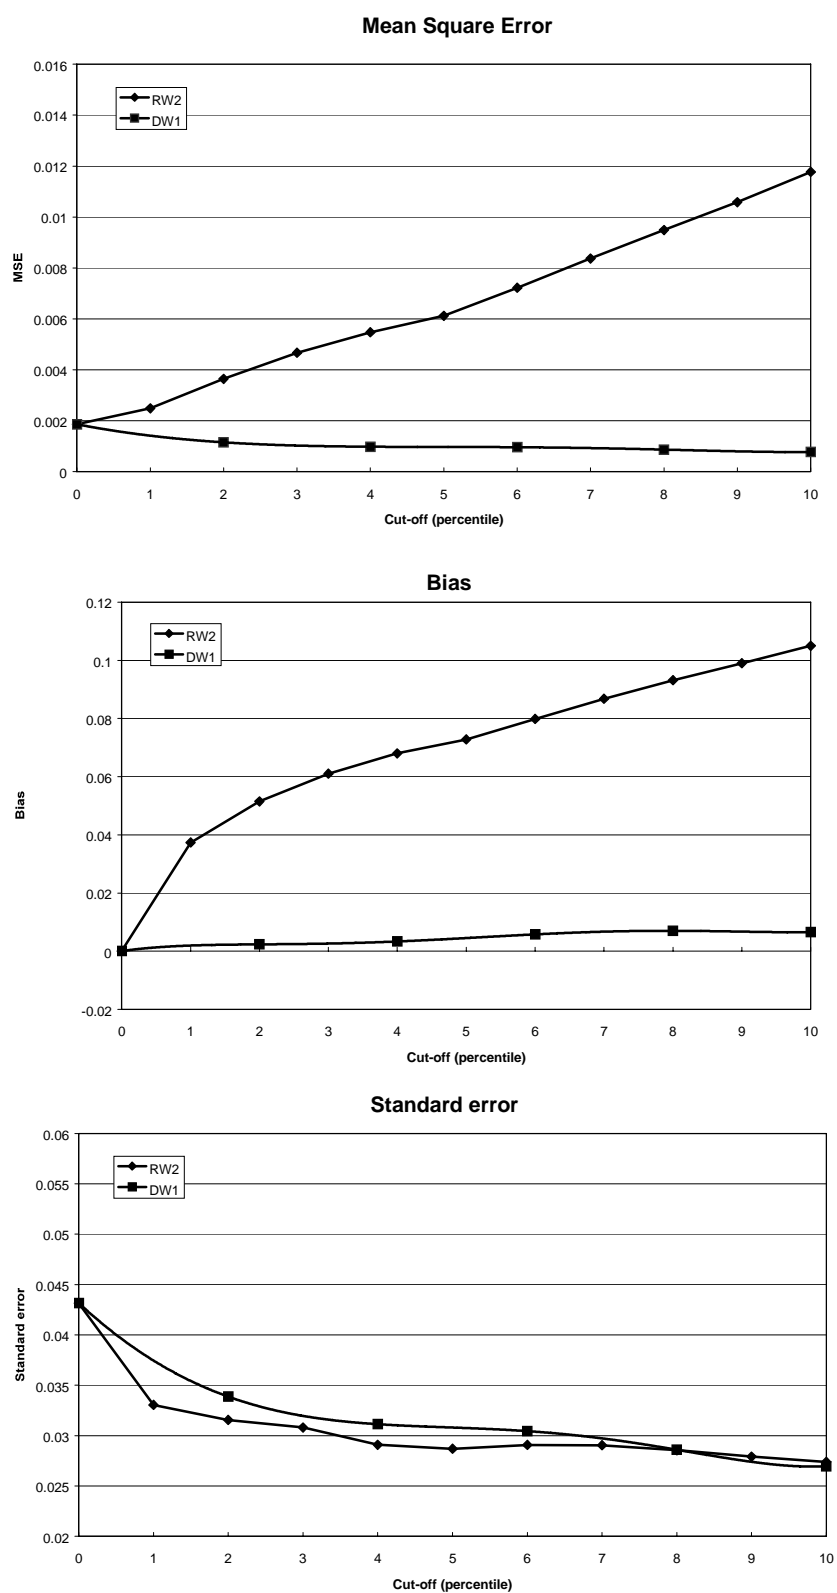 Mean Square Error
0.016
0.014
0.012
0.01
0.008
0.006
0.004
0.002
0
MSE
RW2
DW1
0 1 2 3 4 5 6 7 8 9 10
Cut-off (percentile)
Bias
0.12
0.1
0.08
0.06
0.04
0.02
0
-0.02
Bias
RW2
DW1
0 1 2 3 4 5 6 7 8 9 10
Cut-off (percentile)
Standard error
0.06
0.055
0.05
0.045
0.04
0.035
0.03
0.025
0.02
Standard error
RW2
DW1
0 1 2 3 4 5 6 7 8 9 10
Cut-off (percentile)